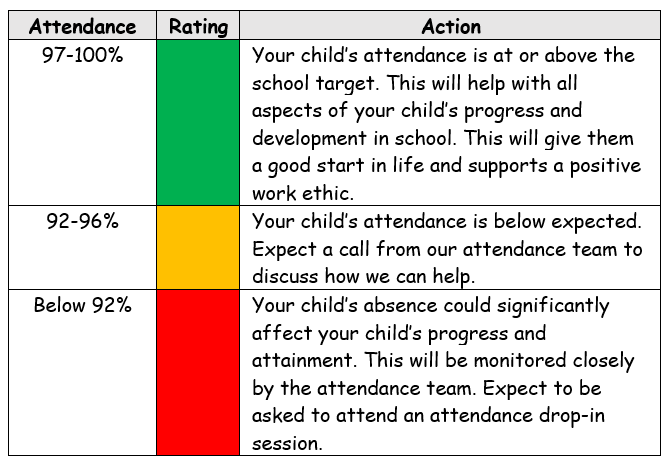 Attendance Rating Action
97-100% Your child's attendance is at or above the
school target. This will help with all
aspects of your child's progress and
development in school. This will give them
a good start in life and supports a positive
work ethic.
92-96% Your child's attendance is below expected.
Expect a call from our attendance team to
discuss how we can help.
Below 92% Your child's absence could significantly
affect your child's progress and
attainment. This will be monitored closely
by the attendance team. Expect to be
asked to attend an attendance drop-in
session.